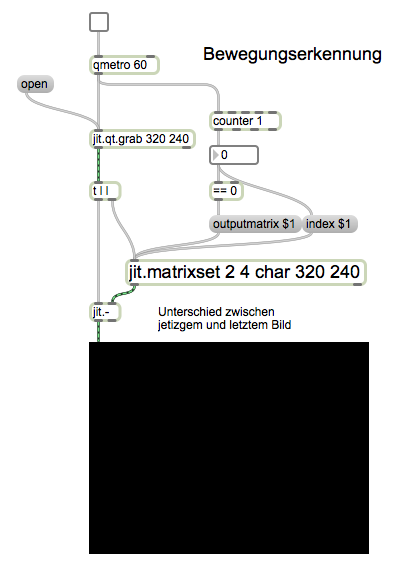 Bewegungserkennung
qmetro 60
open
counter 1
jit.qt.grab 320 240
0
t l l
== 0
outputmatrix $1
index $1
jit.matrixset 2 4 char 320 240
jit.-
Unterschied zwischen
jetizgem und letztem Bild